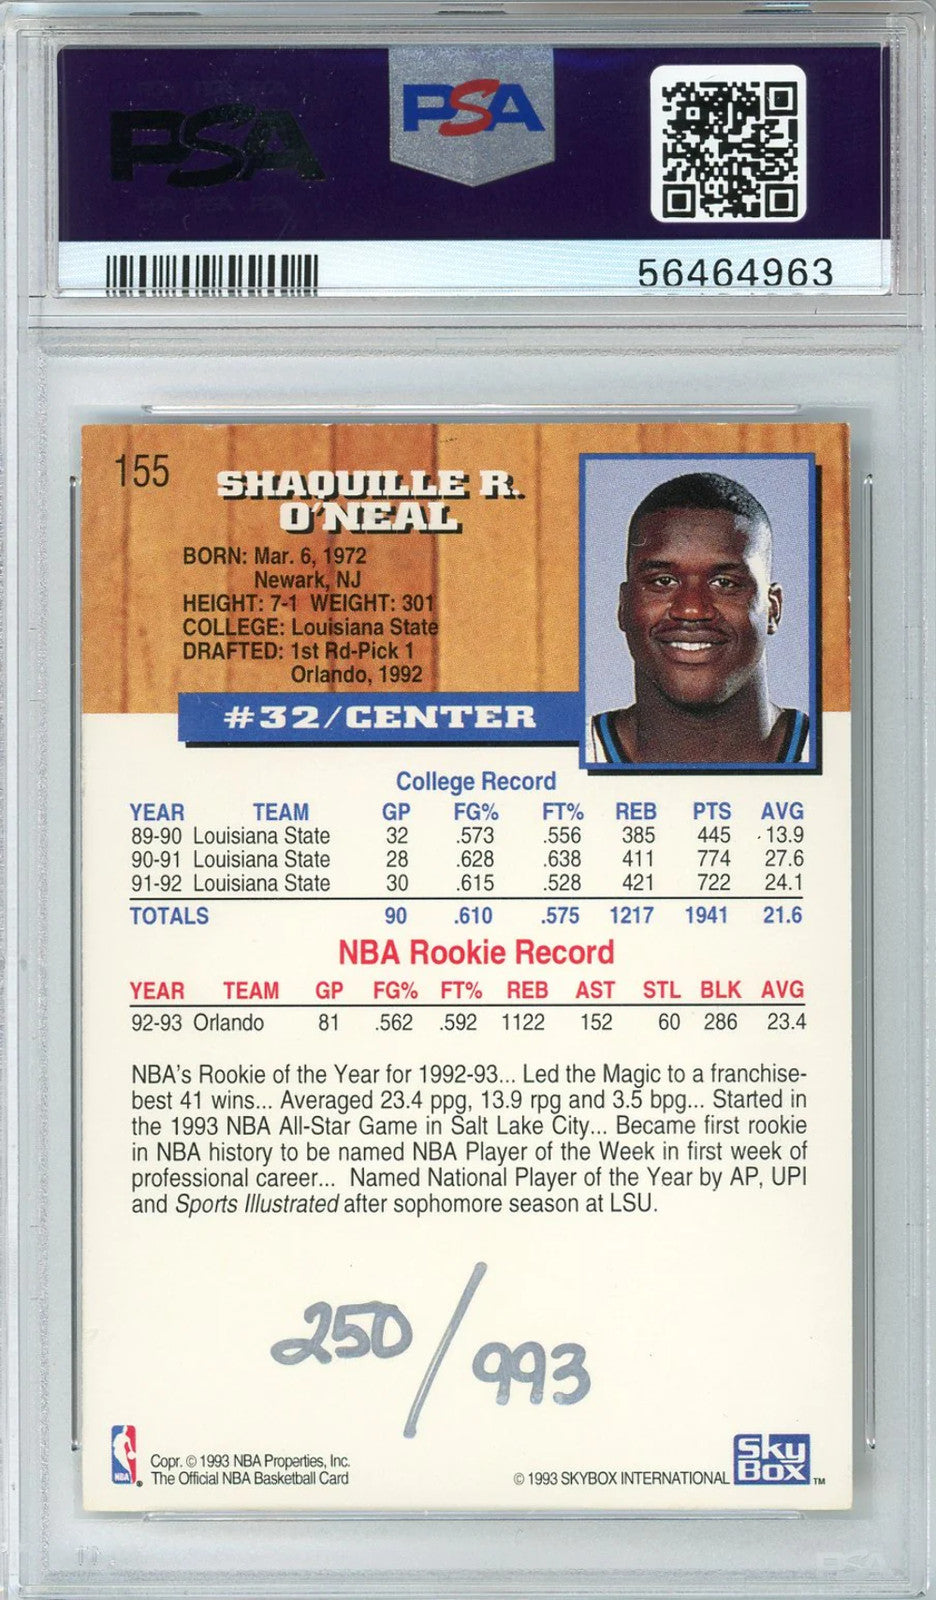 PSA
PSA
56464963
155
SHAQUILLE R.
O'NEAL
BORN: Mar. 6, 1972
Newark, NJ
HEIGHT: 7-1 WEIGHT: 301
COLLEGE: Louisiana State
DRAFTED: 1st Rd-Pick 1
Orlando, 1992
#32/CENTER
College Record
YEAR TEAM GP FG% FT% REB PTS AVG
89-90 Louisiana State 32 .573 .556 385 445 13.9
90-91 Louisiana State 28 .628 .638 411 774 27.6
91-92 Louisiana State 30 .615 .528 421 722 24.1
TOTALS 90 .610 .575 1217 1941 21.6
NBA Rookie Record
YEAR TEAM GP FG% FT% REB AST STL BLK AVG
92-93 Orlando 81 .562 .592 1122 152 60 286 23.4
NBA's Rookie of the Year for 1992-93... Led the Magic to a franchise-
best 41 wins... Averaged 23.4 ppg, 13.9 rpg and 3.5 bpg... Started in
the 1993 NBA All-Star Game in Salt Lake City... Became first rookie
in NBA history to be named NBA Player of the Week in first week of
professional career... Named National Player of the Year by AP, UPI
and Sports Illustrated after sophomore season at LSU.
250/993
NBA
Copr. © 1993 NBA Properties, Inc.
The Official NBA Basketball Card
© 1993 SKYBOX INTERNATIONAL
Sky
Box TM
PSA